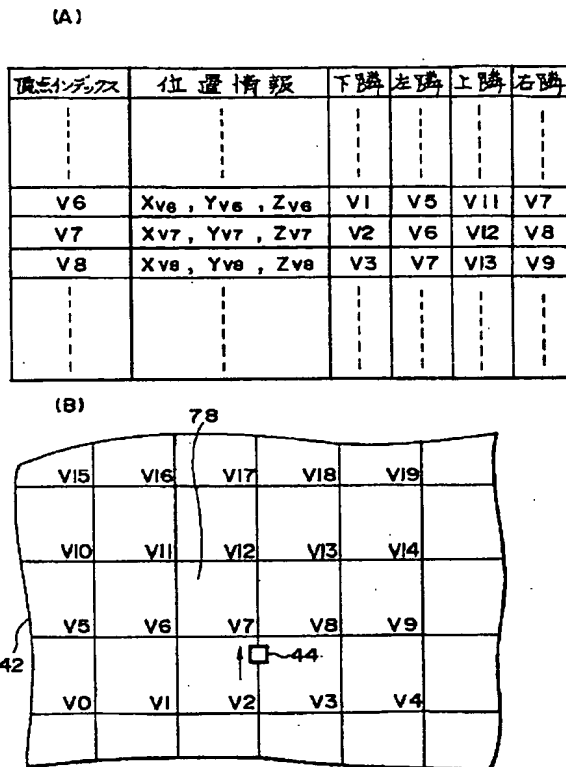 (A)
頂点インデックス 位置情報 下隣 左隣 上隣 右隣
V6 XV6 , YV6 , ZV6 V1 V5 V11 V7
V7 XV7 , YV7 , ZV7 V2 V6 V12 V8
V8 XV8 , YV8 , ZV8 V3 V7 V13 V9
(B)
78
V15 V16 V17 V18 V19
V10 V11 V12 V13 V14
V5 V6 V7 V8 V9
42
44
V0 V1 V2 V3 V4